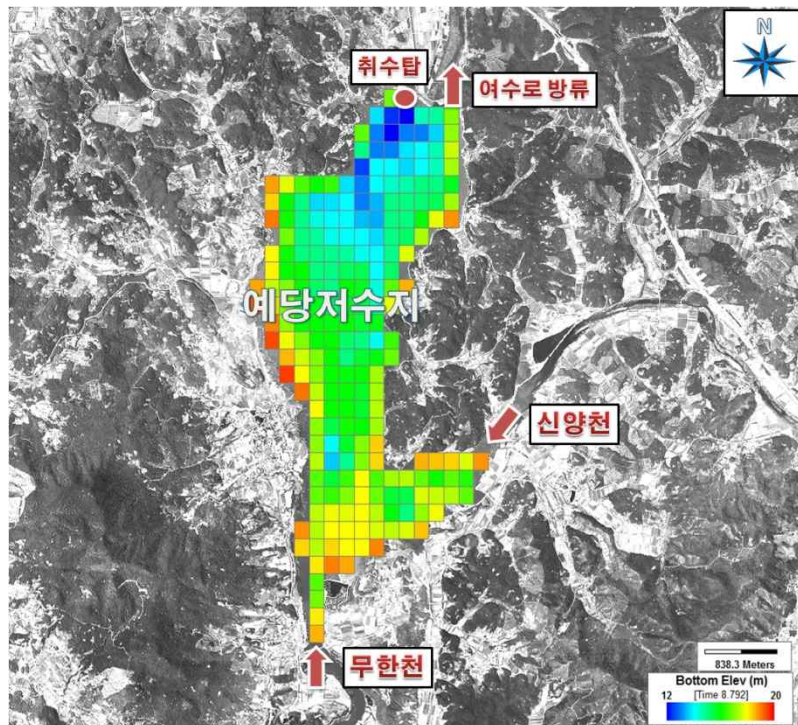 N
취수탑
여수로 방류
예당저수지
신양천
무한천
838.3 Meters
Bottom Elev (m)
12 [Time 8.792] 20